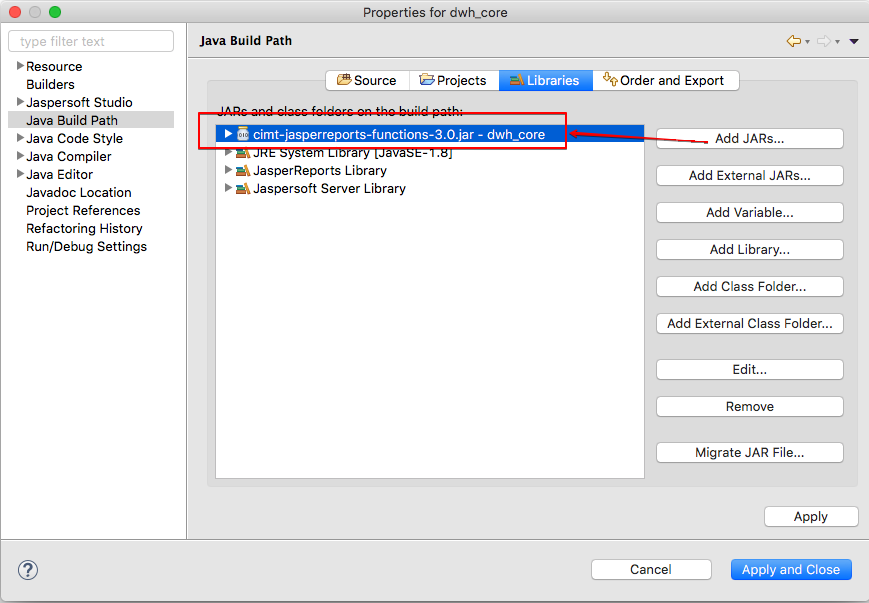 Properties for dwh_core
type filter text
Java Build Path
Resource
Builders
Jaspersoft Studio
Java Build Path
Java Code Style
Java Compiler
Java Editor
Javadoc Location
Project References
Refactoring History
Run/Debug Settings
Source
Projects
Libraries
Order and Export
JARs and class folders on the build path:
cimt-jasperreports-functions-3.0.jar - dwh_core
JRE System Library [JavaSE-1.8]
JasperReports Library
Jaspersoft Server Library
Add JARs...
Add External JARs...
Add Variable...
Add Library...
Add Class Folder...
Add External Class Folder...
Edit...
Remove
Migrate JAR File...
Apply
?
Cancel
Apply and Close